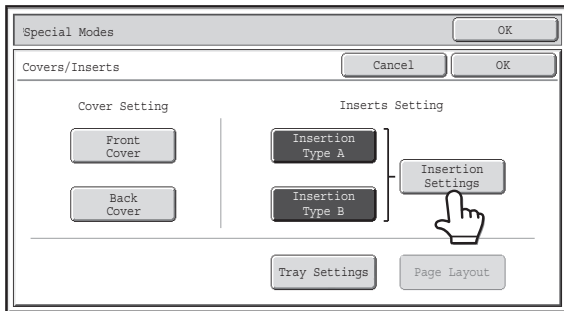 Special Modes
OK
Covers/Inserts
Cancel
OK
Cover Setting
Inserts Setting
Front
Cover
Insertion
Type A
Insertion
Settings
Back
Cover
Insertion
Type B
Tray Settings
Page Layout